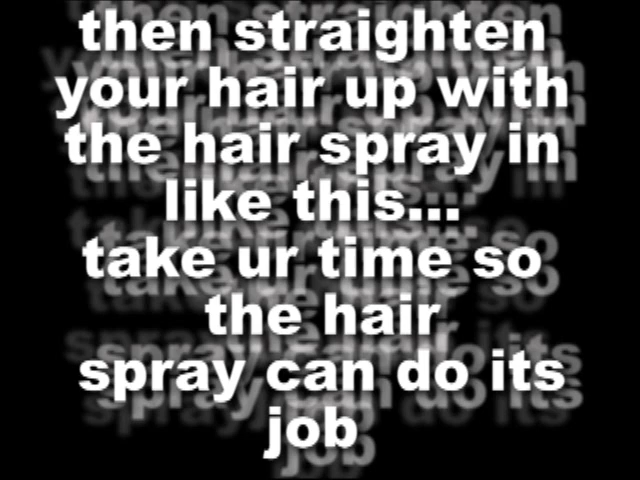 then straighten
your hair up with
the hair spray in
like this...
take ur time so
the hair
spray can do its
job